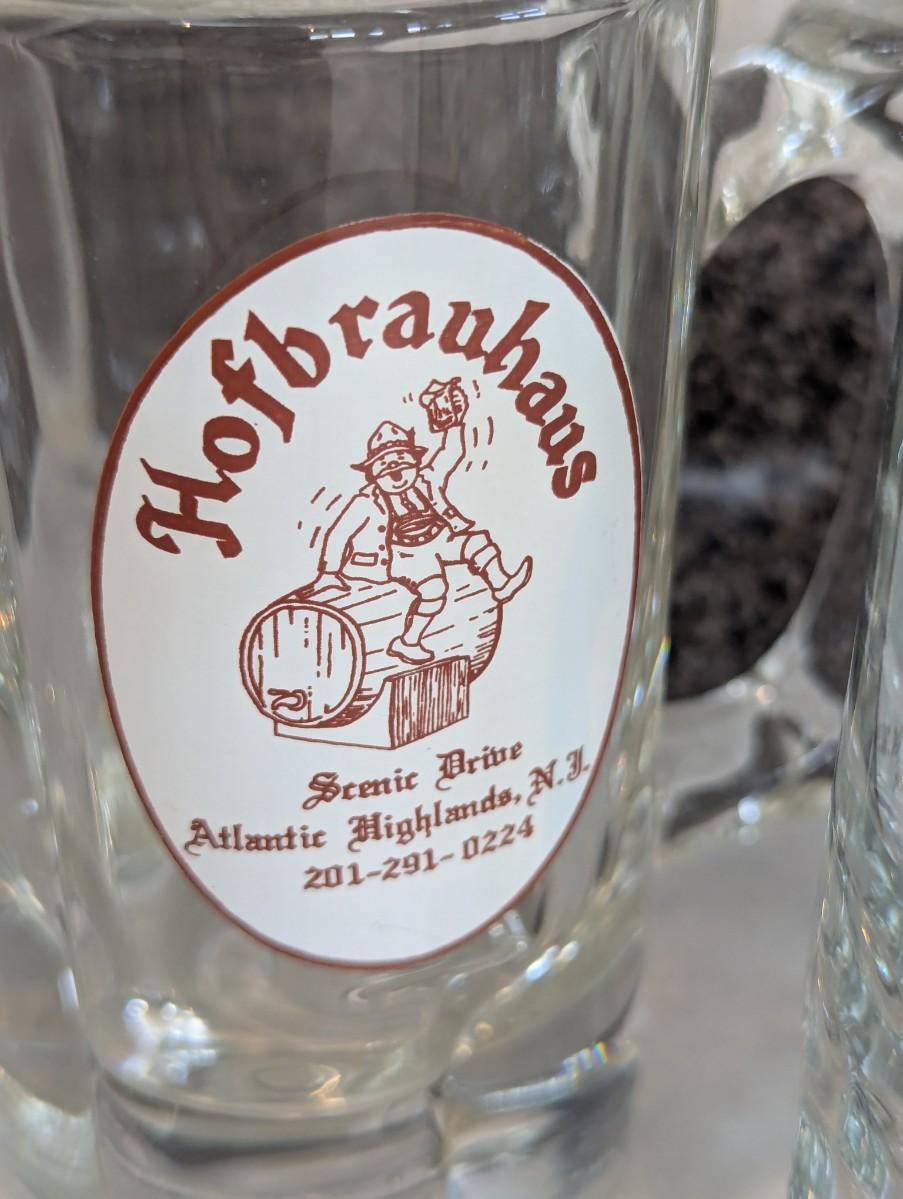 Hofbrauhaus
Scenic Drive
Atlantic Highlands, N.J.
201-291-0224